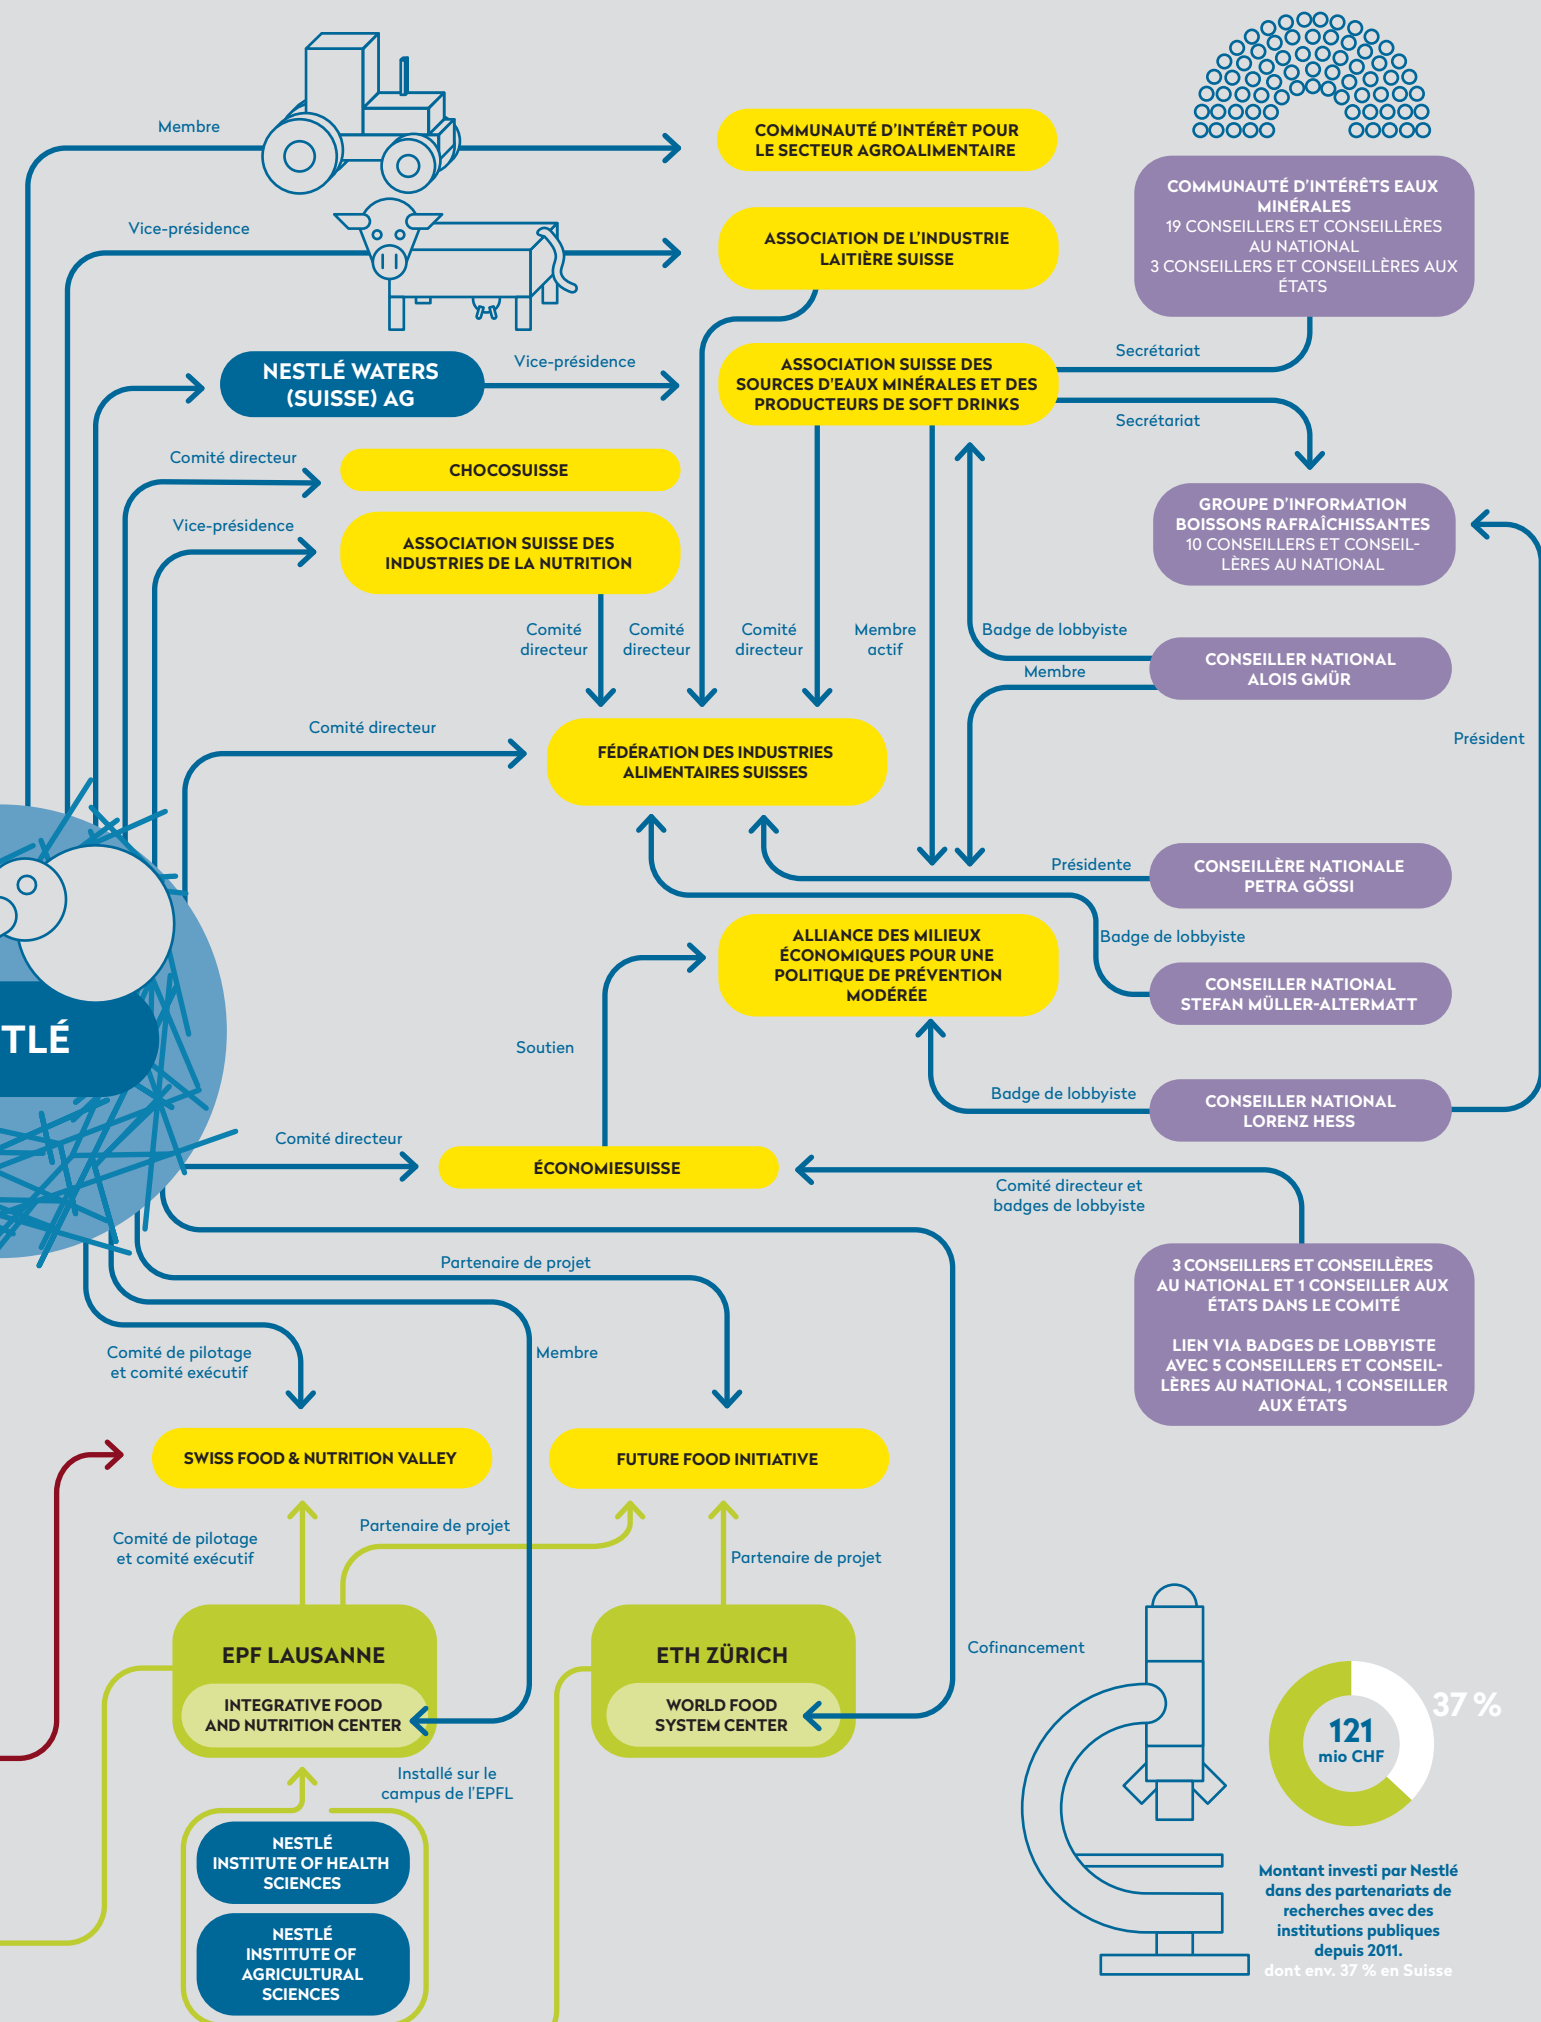 Membre
COMMUNAUTÉ D'INTÉRÊT POUR
LE SECTEUR AGROALIMENTAIRE
COMMUNAUTÉ D'INTÉRÊTS EAUX
MINÉRALES
19 CONSEILLERS ET CONSEILLÈRES
AU NATIONAL
3 CONSEILLERS ET CONSEILLÈRES AUX
ÉTATS
Vice-présidence
ASSOCIATION DE L'INDUSTRIE
LAITIÈRE SUISSE
NESTLÉ WATERS
(SUISSE) AG
Vice-présidence
ASSOCIATION SUISSE DES
SOURCES D'EAUX MINÉRALES ET DES
PRODUCTEURS DE SOFT DRINKS
Secrétariat
Secrétariat
Comité directeur
CHOCOSUISSE
Vice-présidence
ASSOCIATION SUISSE DES
INDUSTRIES DE LA NUTRITION
GROUPE D'INFORMATION
BOISSONS RAFRAÎCHISSANTES
10 CONSEILLERS ET CONSEIL-
LÈRES AU NATIONAL
Comité
directeur
Comité
directeur
Comité
directeur
Membre
actif
Badge de lobbyiste
Membre
CONSEILLER NATIONAL
ALOIS GMÜR
Président
Comité directeur
FÉDÉRATION DES INDUSTRIES
ALIMENTAIRES SUISSES
Présidente
CONSEILLÈRE NATIONALE
PETRA GÖSSI
ALLIANCE DES MILIEUX
ÉCONOMIQUES POUR UNE
POLITIQUE DE PRÉVENTION
MODÉRÉE
Badge de lobbyiste
CONSEILLER NATIONAL
STEFAN MÜLLER-ALTERMATT
TLÉ
Soutien
Badge de lobbyiste
CONSEILLER NATIONAL
LORENZ HESS
Comité directeur
ÉCONOMIESUISSE
Comité directeur et
badges de lobbyiste
3 CONSEILLERS ET CONSEILLÈRES
AU NATIONAL ET 1 CONSEILLER AUX
ÉTATS DANS LE COMITÉ
LIEN VIA BADGES DE LOBBYISTE
AVEC 5 CONSEILLERS ET CONSEIL-
LÈRES AU NATIONAL, 1 CONSEILLER
AUX ÉTATS
Partenaire de projet
Comité de pilotage
et comité exécutif
Membre
SWISS FOOD & NUTRITION VALLEY
FUTURE FOOD INITIATIVE
Comité de pilotage
et comité exécutif
Partenaire de projet
Partenaire de projet
EPF LAUSANNE
INTEGRATIVE FOOD
AND NUTRITION CENTER
ETH ZÜRICH
WORLD FOOD
SYSTEM CENTER
Cofinancement
Installé sur le
campus de l'EPFL
NESTLÉ
INSTITUTE OF HEALTH
SCIENCES
NESTLÉ
INSTITUTE OF
AGRICULTURAL
SCIENCES
37 %
121
mio CHF
Montant investi par Nestlé
dans des partenariats de
recherches avec des
institutions publiques
depuis 2011.
dont env. 37 % en Suisse